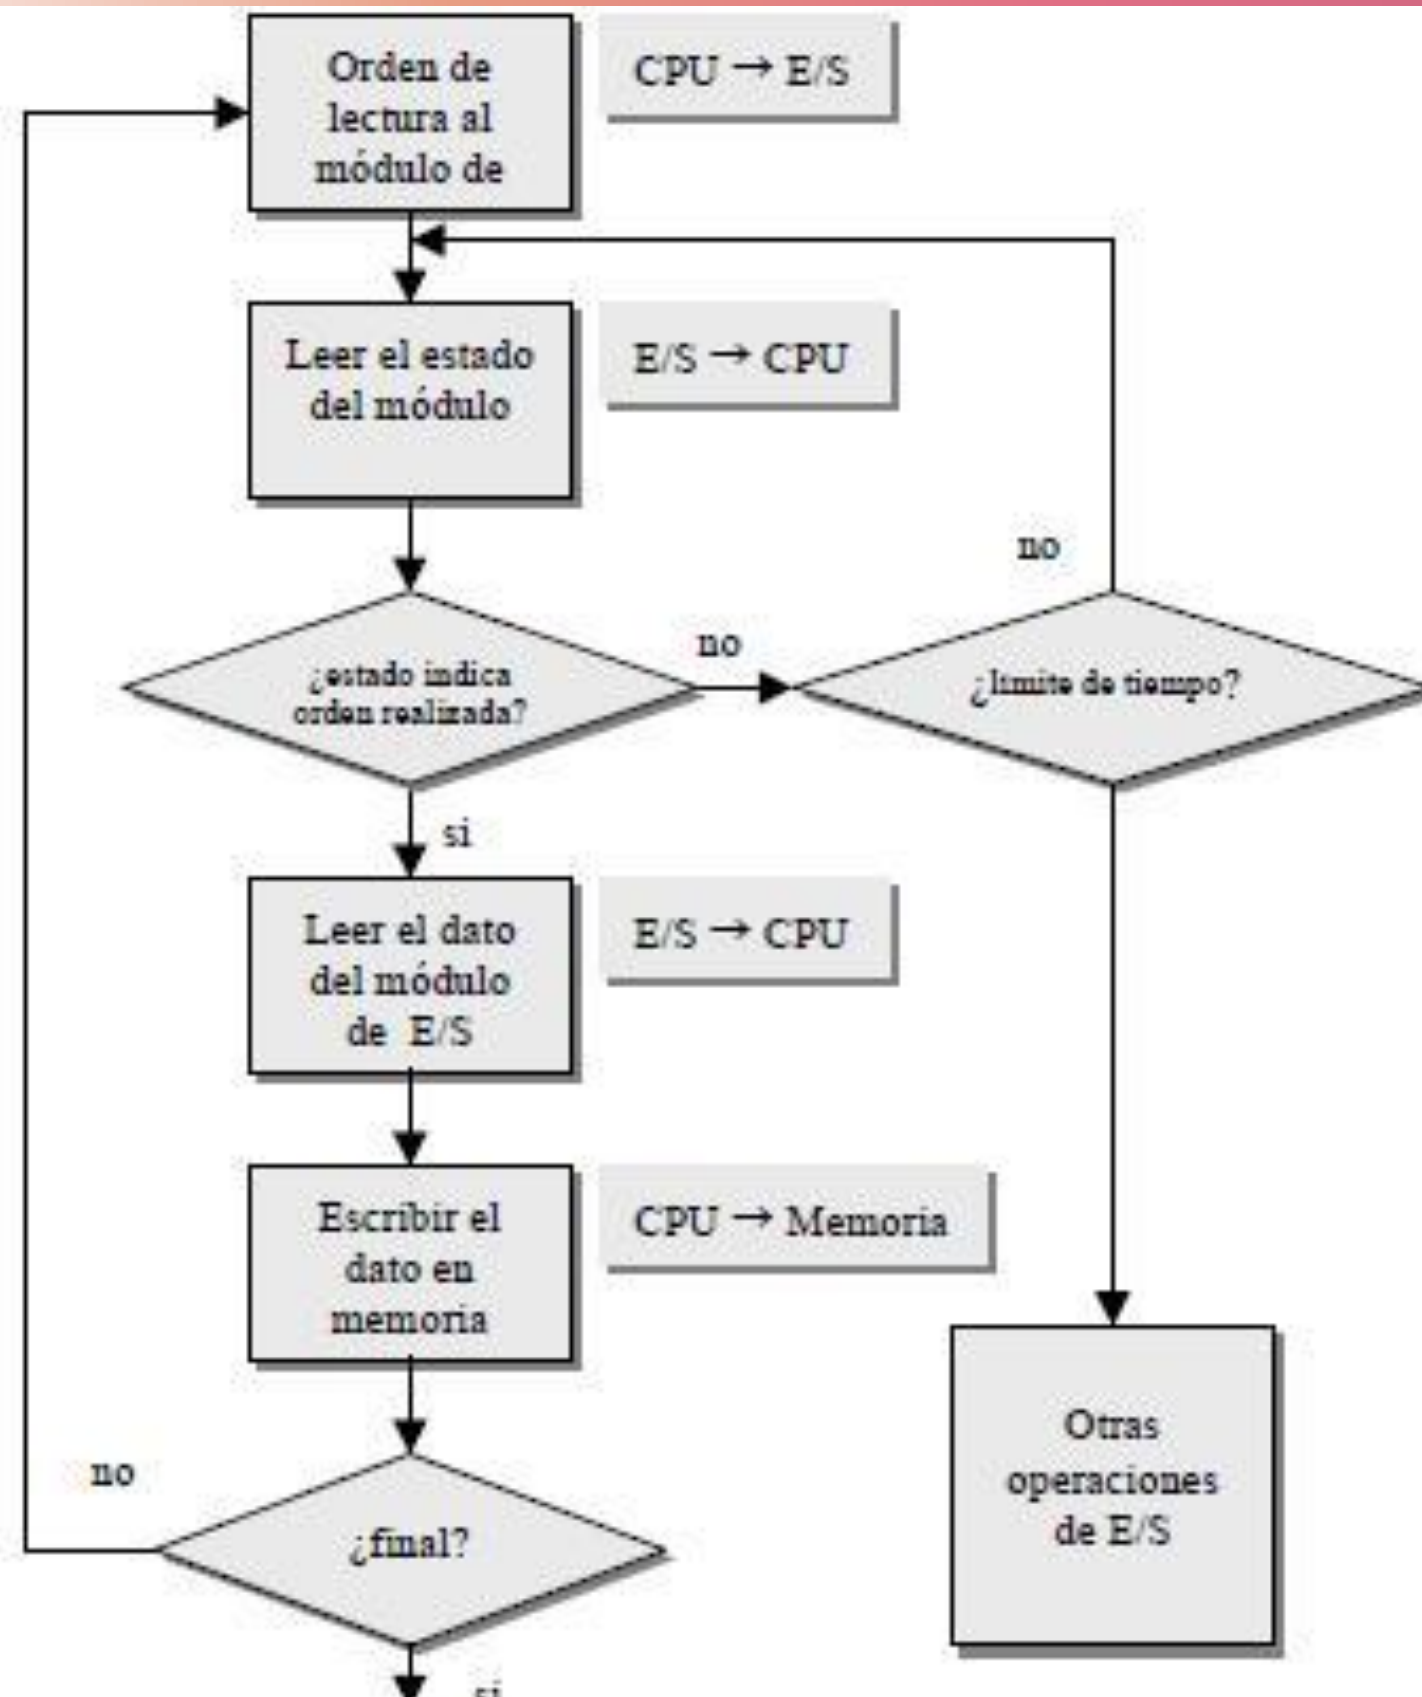 Orden de
lectura al
módulo de
CPU → E/S
Leer el estado
del módulo
E/S → CPU
no
¿estado indica
orden realizada?
no
¿límite de tiempo?
si
Leer el dato
del módulo
de E/S
E/S → CPU
Escribir el
dato en
memoria
CPU → Memoria
Otras
operaciones
de E/S
no
¿final?
si